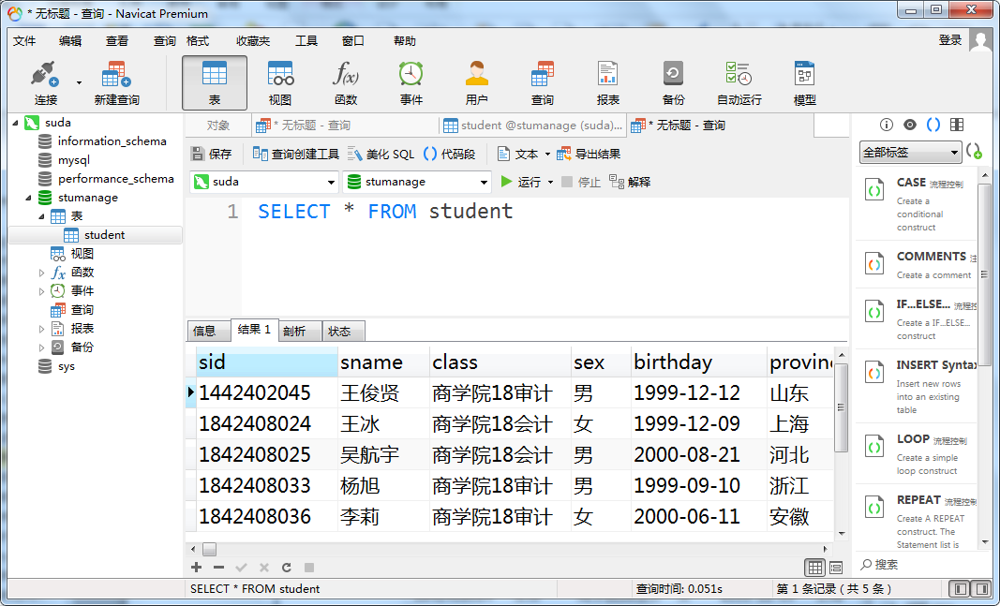 * 无标题 - 查询 - Navicat Premium
文件 编辑 查看 查询 格式 收藏夹 工具 窗口 帮助 登录
连接 新建查询 表 视图 函数 事件 用户 查询 报表 备份 自动运行 模型
suda
information_schema
mysql
performance_schema
stumanage
表
student
视图
函数
事件
查询
报表
备份
sys
对象 * 无标题 - 查询 student @stumanage (suda)... * 无标题 - 查询
保存 查询创建工具 美化 SQL 代码段 文本 导出结果
suda stumanage 运行 停止 解释
1 SELECT * FROM student
信息 结果 1 剖析 状态
sid sname class sex birthday provin
1442402045 王俊贤 商学院18审计 男 1999-12-12 山东
1842408024 王冰 商学院18会计 女 1999-12-09 上海
1842408025 吴航宇 商学院18会计 男 2000-08-21 河北
1842408033 杨旭 商学院18审计 男 1999-09-10 浙江
1842408036 李莉 商学院18审计 女 2000-06-11 安徽
全部标签
CASE 流程控制
Create a
conditional
construct
COMMENTS 注
Create a comment
IF...ELSE... 流程控
Create a IF...ELSE...
construct
INSERT Synta
Insert new rows
into an existing
table
LOOP 流程控制
Create a simple
loop construct
REPEAT 流程控制
Create A REPEAT
construct. The
Statement list is
搜索
SELECT * FROM student 查询时间: 0.051s 第 1 条记录 ( 共 5 条 )